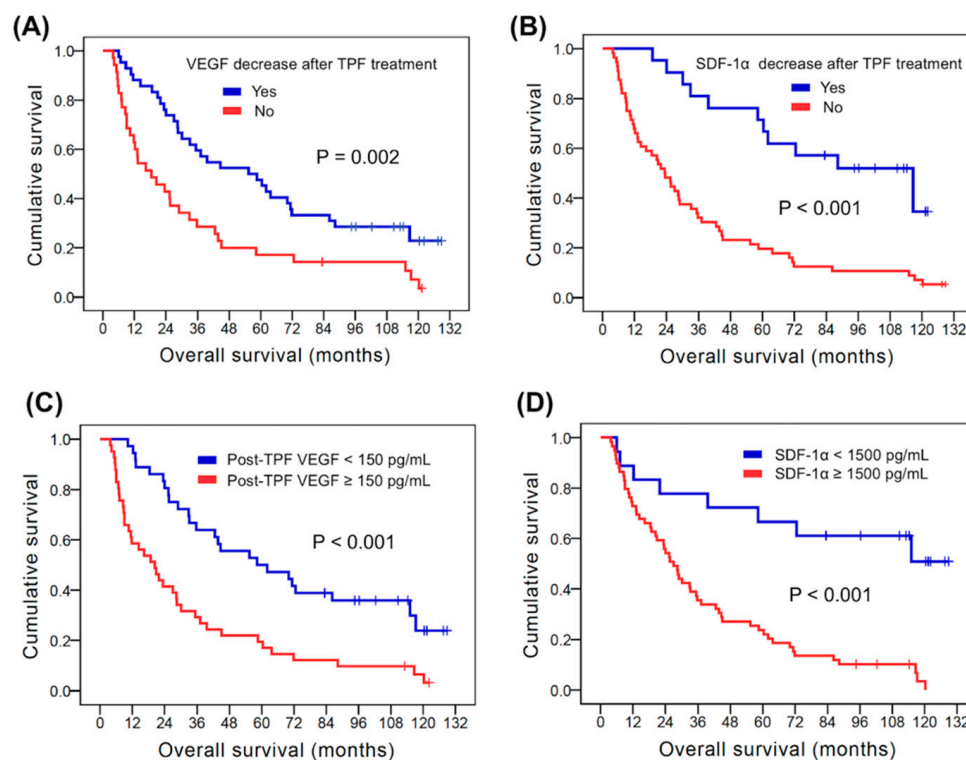 (A)
VEGF decrease after TPF treatment
Yes
No
P = 0.002
Cumulative survival
1.0
0.8
0.6
0.4
0.2
0.0
0 12 24 36 48 60 72 84 96 108 120 132
Overall survival (months)
(B)
SDF-1α decrease after TPF treatment
Yes
No
P < 0.001
Cumulative survival
1.0
0.8
0.6
0.4
0.2
0.0
0 12 24 36 48 60 72 84 96 108 120 132
Overall survival (months)
(C)
Post-TPF VEGF < 150 pg/mL
Post-TPF VEGF ≥ 150 pg/mL
P < 0.001
Cumulative survival
1.0
0.8
0.6
0.4
0.2
0.0
0 12 24 36 48 60 72 84 96 108 120 132
Overall survival (months)
(D)
SDF-1α < 1500 pg/mL
SDF-1α ≥ 1500 pg/mL
P < 0.001
Cumulative survival
1.0
0.8
0.6
0.4
0.2
0.0
0 12 24 36 48 60 72 84 96 108 120 132
Overall survival (months)